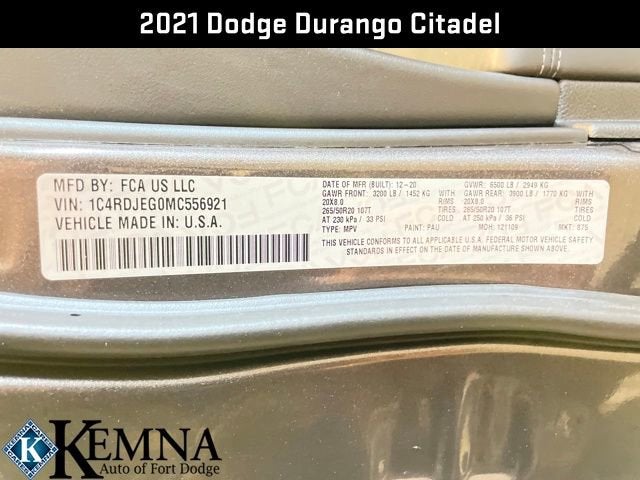 2021 Dodge Durango Citadel
MFD BY: FCA US LLC
VIN: 1C4RDJEG0MC556921
VEHICLE MADE IN: U.S.A.
DATE OF MFR (BUILT): 12-20 GVWR: 6500 LB / 2949 KG
GAWR FRONT: 3200 LB / 1452 KG GAWR REAR: 3900 LB / 1770 KG
20X8.0 RIMS 20X8.0 RIMS
265/50R20 107T TIRES 265/50R20 107T TIRES
AT 230 kPa / 33 PSI COLD AT 250 kPa / 36 PSI COLD
TYPE: MPV PAINT: PAU MDH: 121109 MKT: 875
THIS VEHICLE CONFORMS TO ALL APPLICABLE U.S.A. FEDERAL MOTOR VEHICLE SAFETY
STANDARDS IN EFFECT ON THE DATE OF MANUFACTURE SHOWN ABOVE.
KEMNA
Auto of Fort Dodge